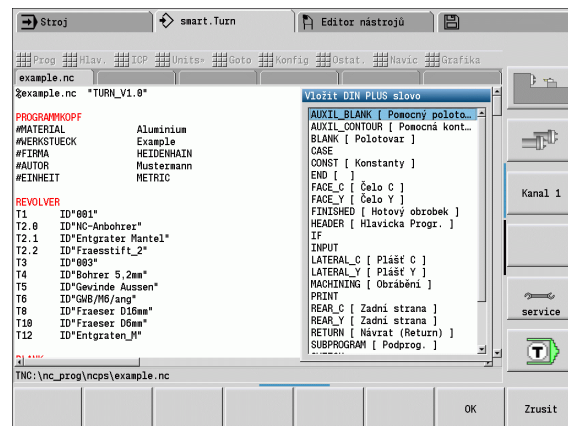 Stroj
smart.Turn
Editor nástrojů
Prog Hlav. ICP Units» Goto Konfig Ostat. Navic Grafika
example.nc
%example.nc "TURN_V1.0"
PROGRAMMKOPF
#MATERIAL Aluminium
#WERKSTUECK Example
#FIRMA HEIDENHAIN
#AUTOR Mustermann
#EINHEIT METRIC
REVOLVER
T1 ID"001"
T2.0 ID"NC-Anbohrer"
T2.1 ID"Entgrater Mantel"
T2.2 ID"Fraesstift_2"
T3 ID"003"
T4 ID"Bohrer 5,2mm"
T5 ID"Gewinde Aussen"
T6 ID"GWB/M6/ang"
T8 ID"Fraeser D16mm"
T10 ID"Fraeser D6mm"
T12 ID"Entgraten_M"
Vložit DIN PLUS slovo
AUXIL_BLANK [ Pomocný poloto…
AUXIL_CONTOUR [ Pomocná kont…
BLANK [ Polotovar ]
CASE
CONST [ Konstanty ]
END [ ]
FACE_C [ Čelo C ]
FACE_Y [ Čelo Y ]
FINISHED [ Hotový obrobek ]
HEADER [ Hlavicka Progr. ]
IF
INPUT
LATERAL_C [ Plášť C ]
LATERAL_Y [ Plášť Y ]
MACHINING [ Obrábění ]
PRINT
REAR_C [ Zadní strana ]
REAR_Y [ Zadní strana ]
RETURN [ Návrat (Return) ]
SUBPROGRAM [ Podprog. ]
Kanal 1
service
T
TNC:\nc_prog\ncps\example.nc
OK
Zrusit